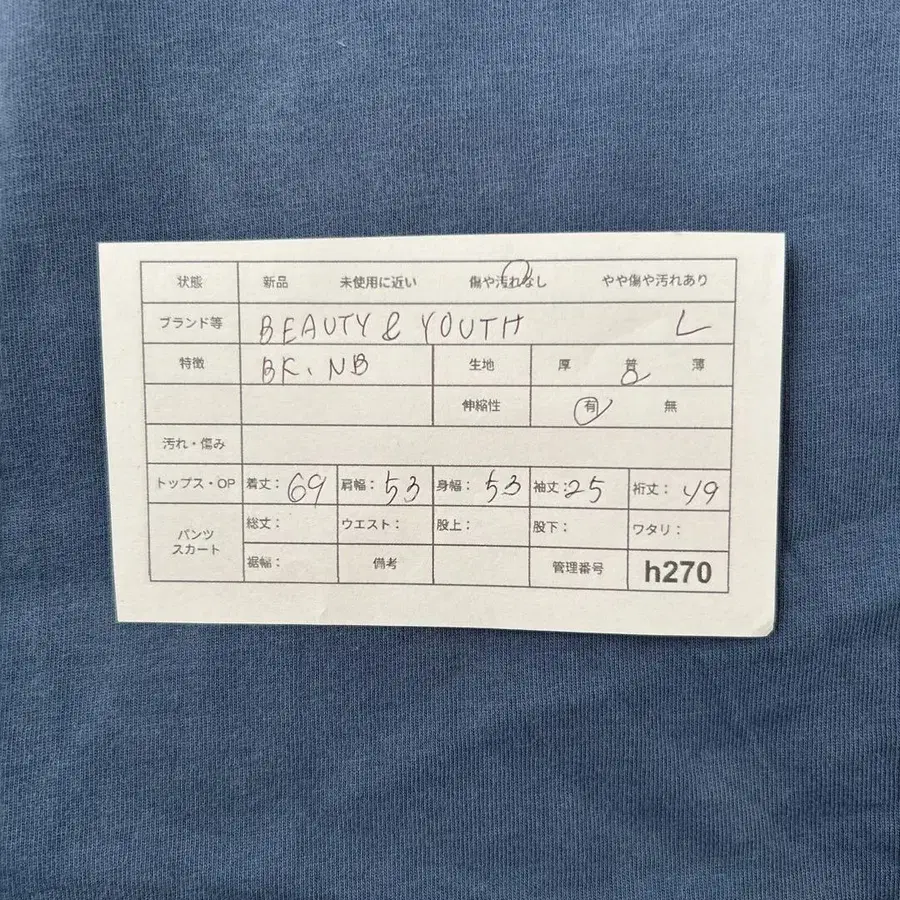 状態 新品 未使用に近い 傷や汚れなし やや傷や汚れあり
ブランド等 BEAUTY & YOUTH L
特徴 BK、NB 生地 厚 普 薄
伸縮性 有 無
汚れ・傷み
トップス・OP 着丈: 69 肩幅: 53 身幅: 53 袖丈: 25 裄丈: 49
パンツ スカート 総丈: ウエスト: 股上: 股下: ワタリ:
裾幅: 備考 管理番号 h270